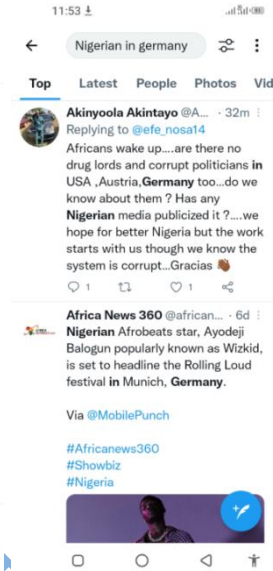 11:53
Nigerian in germany
Top Latest People Photos Vid
Akinyoola Akintayo @A... · 32m
Replying to @efe_nosa14
Africans wake up....are there no
drug lords and corrupt politicians in
USA ,Austria,Germany too...do we
know about them ? Has any
Nigerian media publicized it ?....we
hope for better Nigeria but the work
starts with us though we know the
system is corrupt...Gracias 👏🏾
1 1
Africa News 360 @african... · 6d
Nigerian Afrobeats star, Ayodeji
Balogun popularly known as Wizkid,
is set to headline the Rolling Loud
festival in Munich, Germany.
Via @MobilePunch
#Africanews360
#Showbiz
#Nigeria